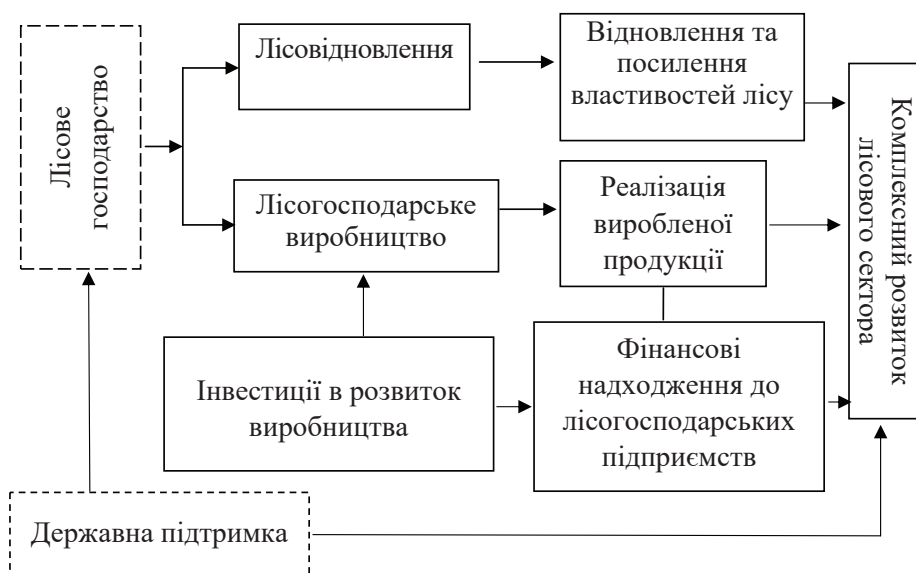 Лісове
господарство
Лісовідновлення
Відновлення та
посилення
властивостей лісу
Лісогосподарське
виробництво
Реалізація
виробленої
продукції
Комплексний розвиток
лісового сектора
Інвестиції в розвиток
виробництва
Фінансові
надходження до
лісогосподарських
підприємств
Державна підтримка